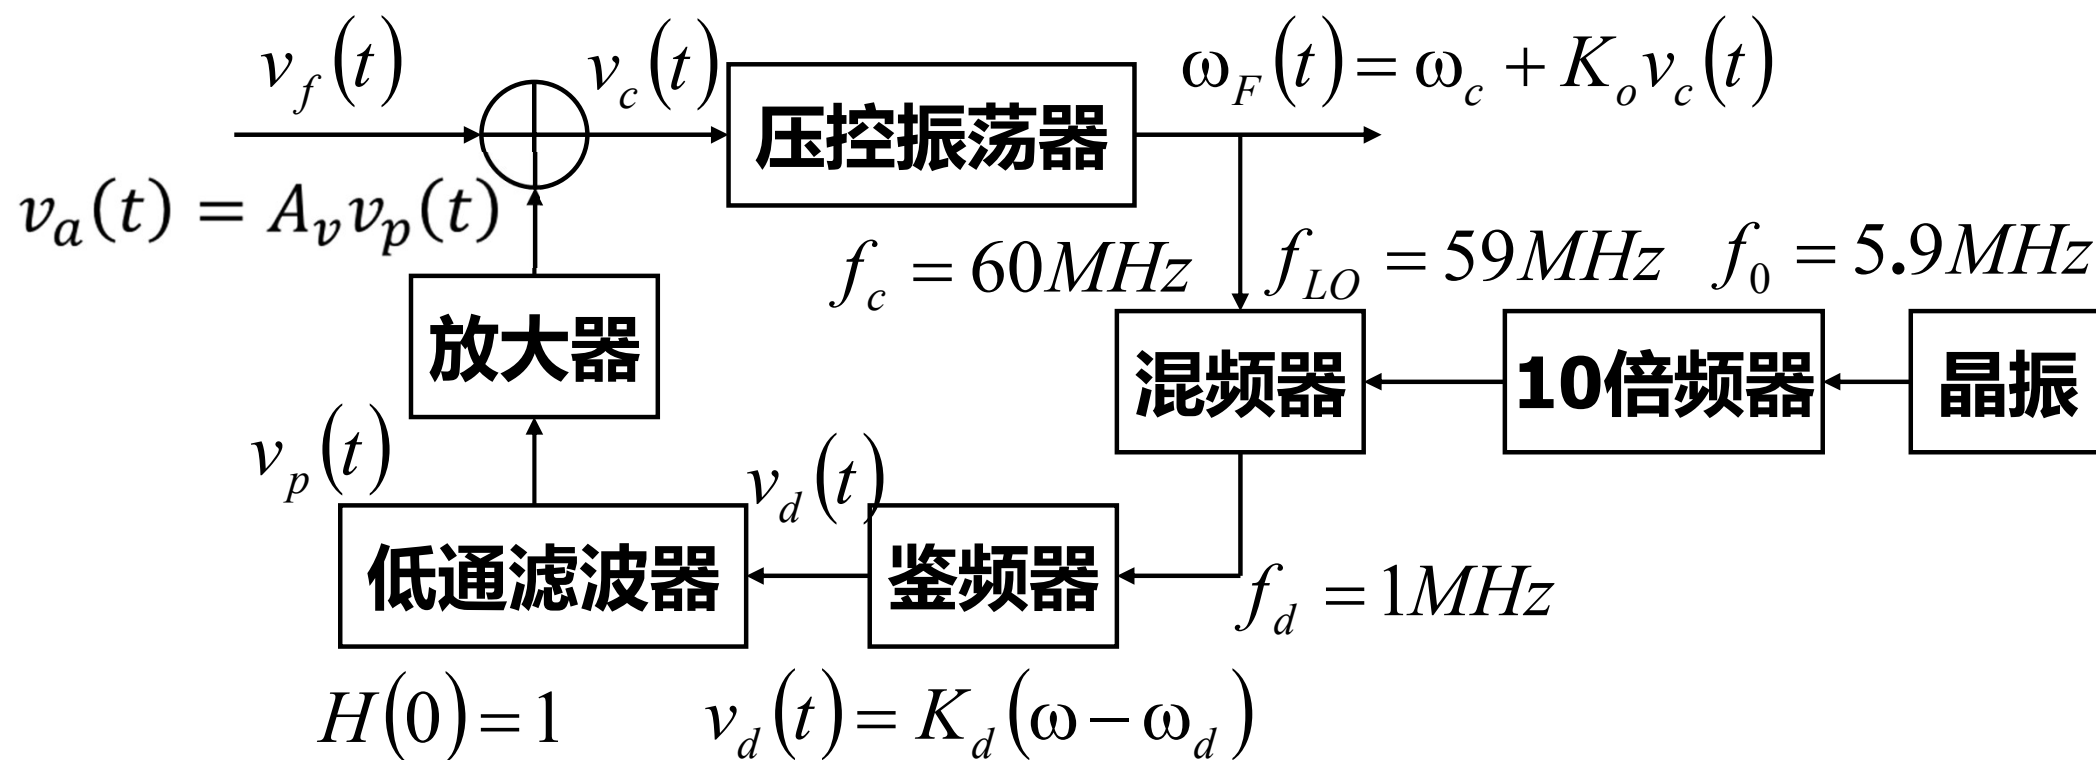 v_f(t)
v_c(t)
压控振荡器
ω_F(t) = ω_c + K_o v_c(t)
v_a(t) = A_v v_p(t)
f_c = 60MHz
f_LO = 59MHz
f_0 = 5.9MHz
放大器
混频器
10倍频器
晶振
v_p(t)
v_d(t)
低通滤波器
鉴频器
f_d = 1MHz
H(0) = 1
v_d(t) = K_d(ω − ω_d)